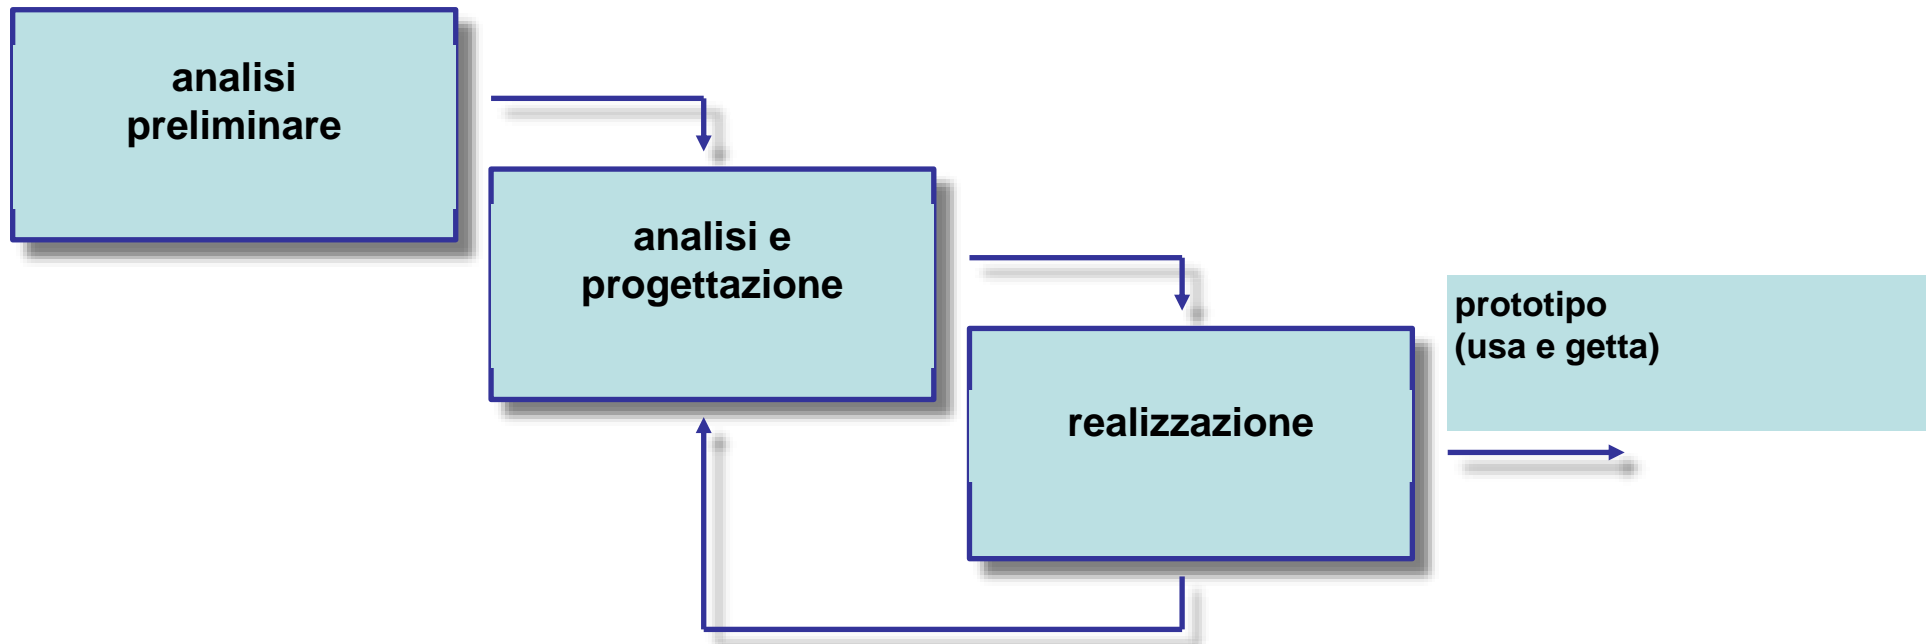 analisi
preliminare
analisi e
progettazione
prototipo
(usa e getta)
realizzazione